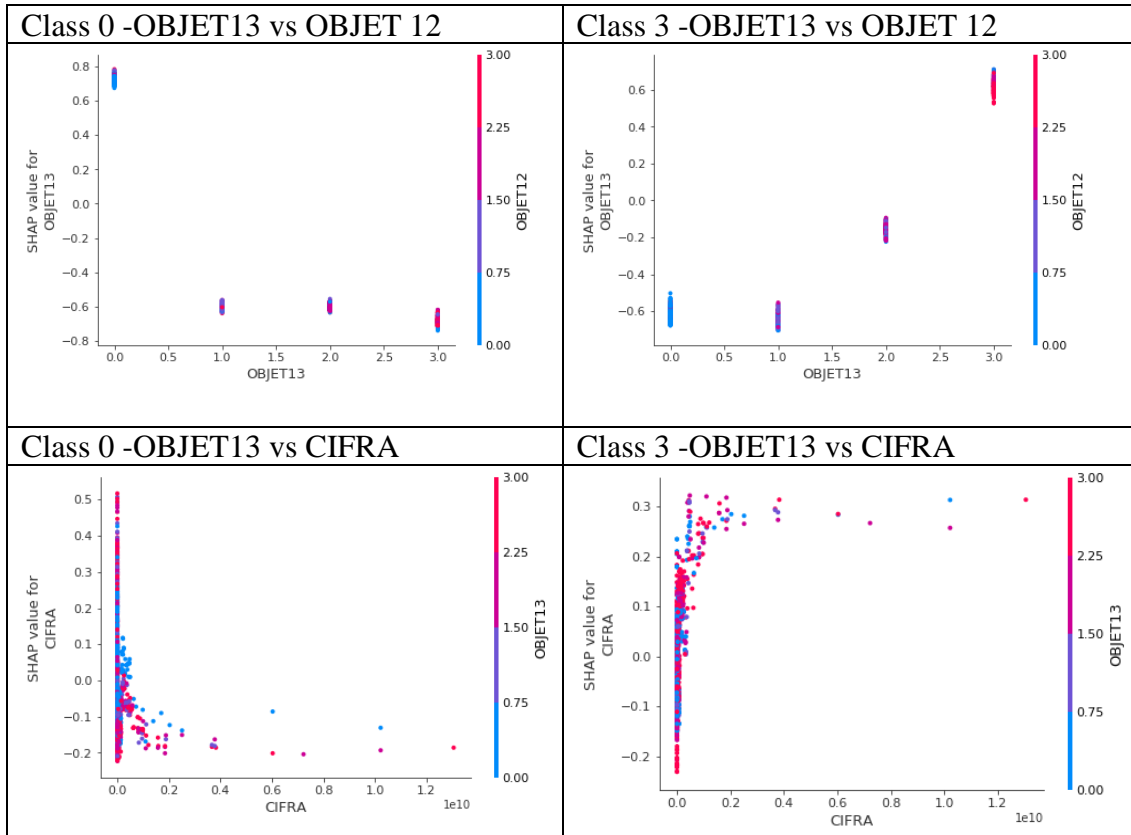 Class 0 -OBJET13 vs OBJET 12
0.8
0.6
0.4
0.2
0.0
−0.2
−0.4
−0.6
−0.8
SHAP value for
OBJET13
0.0 0.5 1.0 1.5 2.0 2.5 3.0
OBJET13
3.00
2.25
1.50
0.75
0.00
OBJET12
Class 3 -OBJET13 vs OBJET 12
0.6
0.4
0.2
0.0
−0.2
−0.4
−0.6
SHAP value for
OBJET13
0.0 0.5 1.0 1.5 2.0 2.5 3.0
OBJET13
3.00
2.25
1.50
0.75
0.00
OBJET12
Class 0 -OBJET13 vs CIFRA
0.5
0.4
0.3
0.2
0.1
0.0
−0.1
−0.2
SHAP value for
CIFRA
0.0 0.2 0.4 0.6 0.8 1.0 1.2
1e10
CIFRA
3.00
2.25
1.50
0.75
0.00
OBJET13
Class 3 -OBJET13 vs CIFRA
0.3
0.2
0.1
0.0
−0.1
−0.2
SHAP value for
CIFRA
0.0 0.2 0.4 0.6 0.8 1.0 1.2
1e10
CIFRA
3.00
2.25
1.50
0.75
0.00
OBJET13